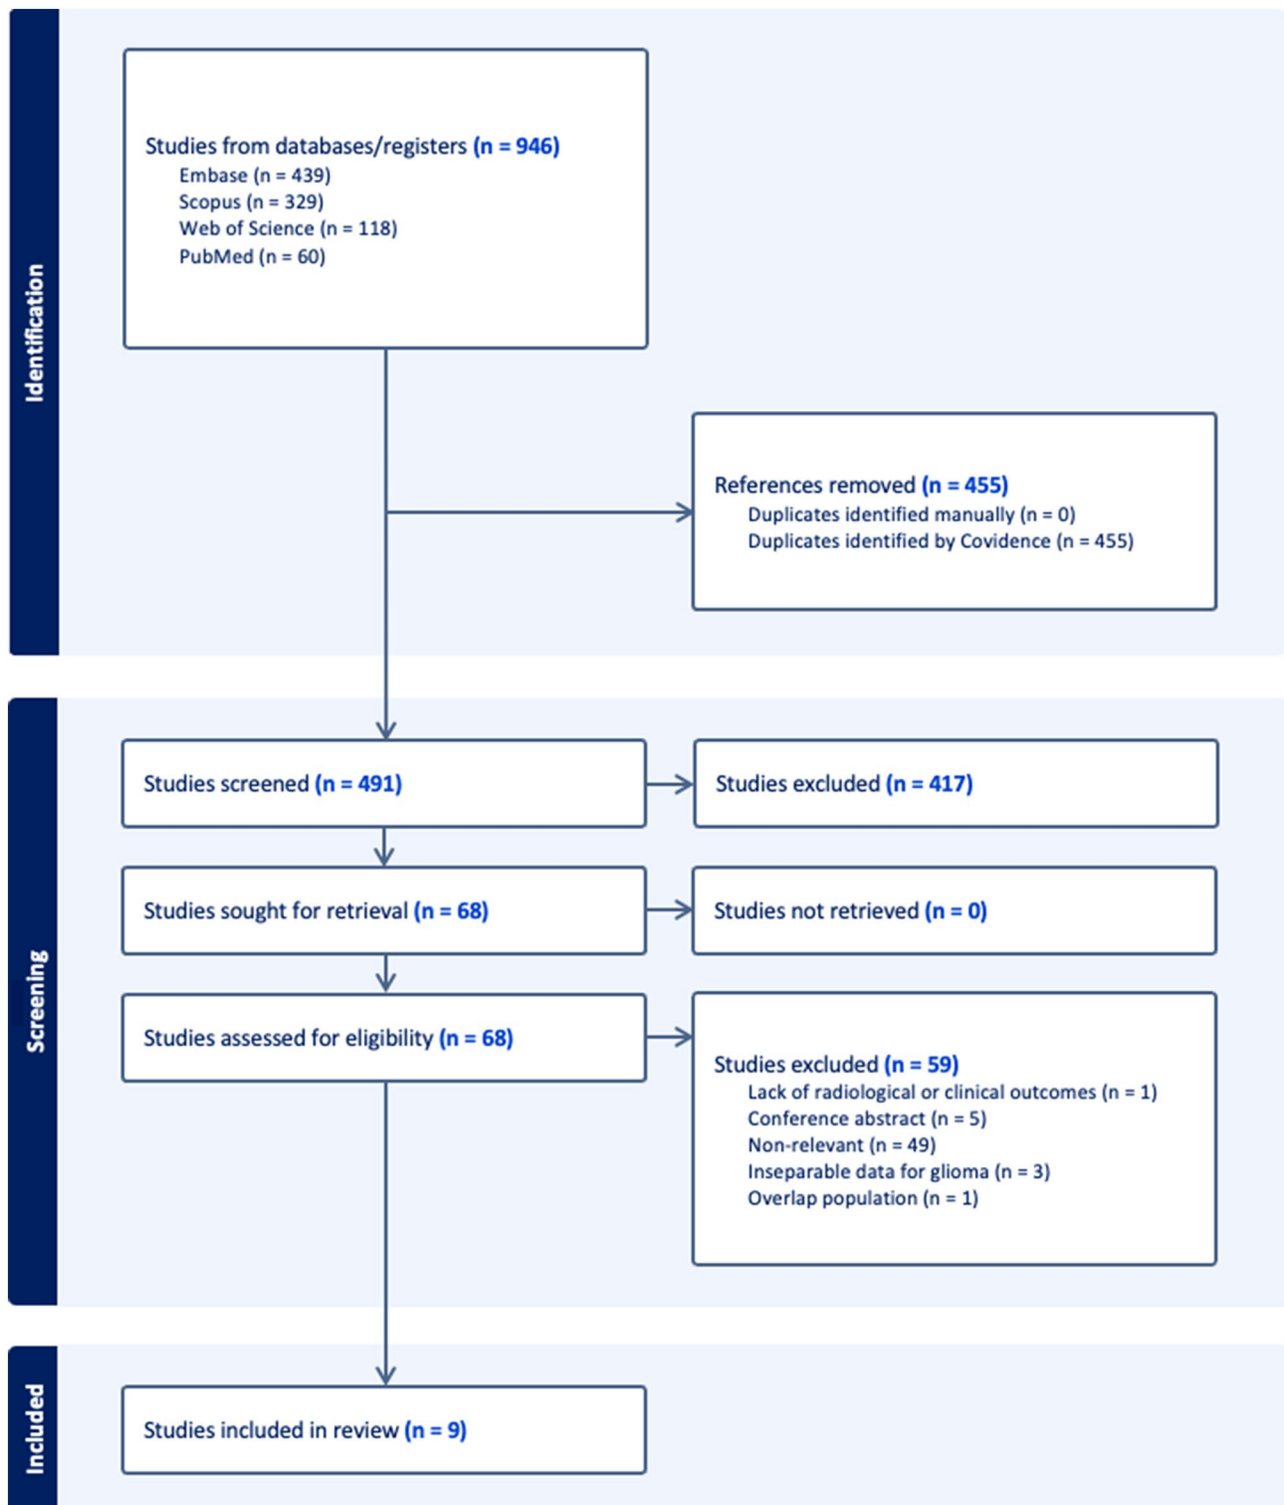 Identification
Studies from databases/registers (n = 946)
Embase (n = 439)
Scopus (n = 329)
Web of Science (n = 118)
PubMed (n = 60)
References removed (n = 455)
Duplicates identified manually (n = 0)
Duplicates identified by Covidence (n = 455)
Screening
Studies screened (n = 491)
Studies excluded (n = 417)
Studies sought for retrieval (n = 68)
Studies not retrieved (n = 0)
Studies assessed for eligibility (n = 68)
Studies excluded (n = 59)
Lack of radiological or clinical outcomes (n = 1)
Conference abstract (n = 5)
Non-relevant (n = 49)
Inseparable data for glioma (n = 3)
Overlap population (n = 1)
Included
Studies included in review (n = 9)